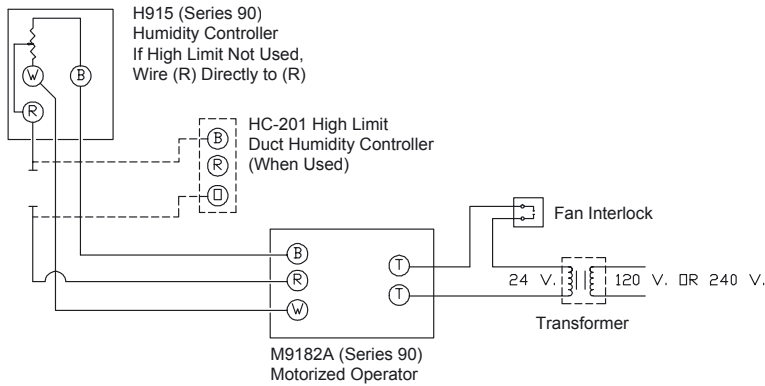 H915 (Series 90)
Humidity Controller
If High Limit Not Used,
Wire (R) Directly to (R)
W
B
R
HC-201 High Limit
Duct Humidity Controller
(When Used)
B
R
O
Fan Interlock
B
R
W
T
T
24 V.
120 V. OR 240 V.
Transformer
M9182A (Series 90)
Motorized Operator